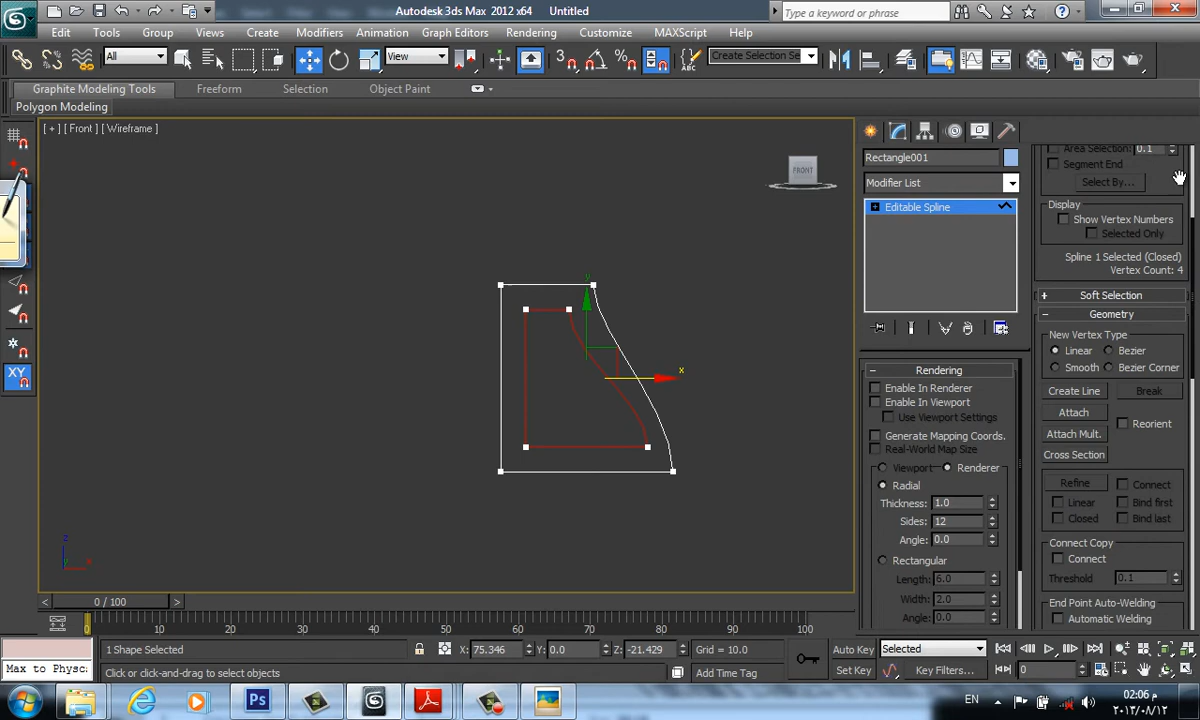 Autodesk 3ds Max 2012 x64 Untitled
Type a keyword or phrase
Edit Tools Group Views Create Modifiers Animation Graph Editors Rendering Customize MAXScript Help
All View Create Selection Se
Graphite Modeling Tools Freeform Selection Object Paint
Polygon Modeling
[ + ] [ Front ] [ Wireframe ]
FRONT
y
x
z
x
XY
Rectangle001
Modifier List
Editable Spline
Rendering
Enable In Renderer
Enable In Viewport
Use Viewport Settings
Generate Mapping Coords.
Real-World Map Size
Viewport Renderer
Radial
Thickness: 1.0
Sides: 12
Angle: 0.0
Rectangular
Length: 6.0
Width: 2.0
Angle: 0.0
Area Selection: 0.1
Segment End
Select By...
Display
Show Vertex Numbers
Selected Only
Spline 1 Selected (Closed)
Vertex Count: 4
Soft Selection
Geometry
New Vertex Type
Linear Bezier
Smooth Bezier Corner
Create Line Break
Attach
Reorient
Attach Mult.
Cross Section
Refine Connect
Linear Bind first
Closed Bind last
Connect Copy
Connect
Threshold 0.1
End Point Auto-Welding
Automatic Welding
0 / 100
0 10 20 30 40 50 60 70 80 90 100
1 Shape Selected X: 75.346 Y: 0.0 Z: -21.429 Grid = 10.0 Auto Key Selected
Max to Physc Click or click-and-drag to select objects Add Time Tag Set Key Key Filters... 0
Ps
EN
02:06 م
٢٠١٣/٠٨/١٢